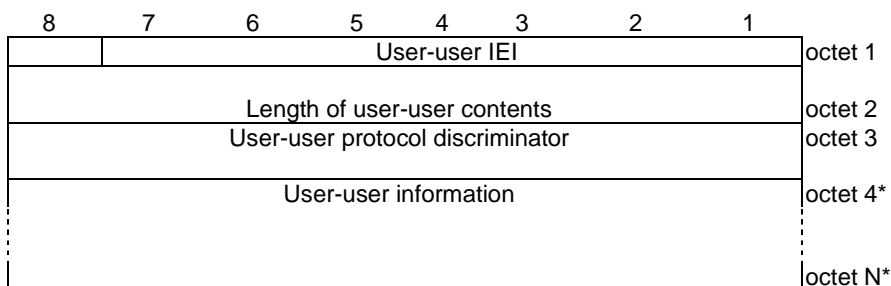 8 7 6 5 4 3 2 1
User-user IEI octet 1
Length of user-user contents octet 2
User-user protocol discriminator octet 3
User-user information octet 4*
octet N*